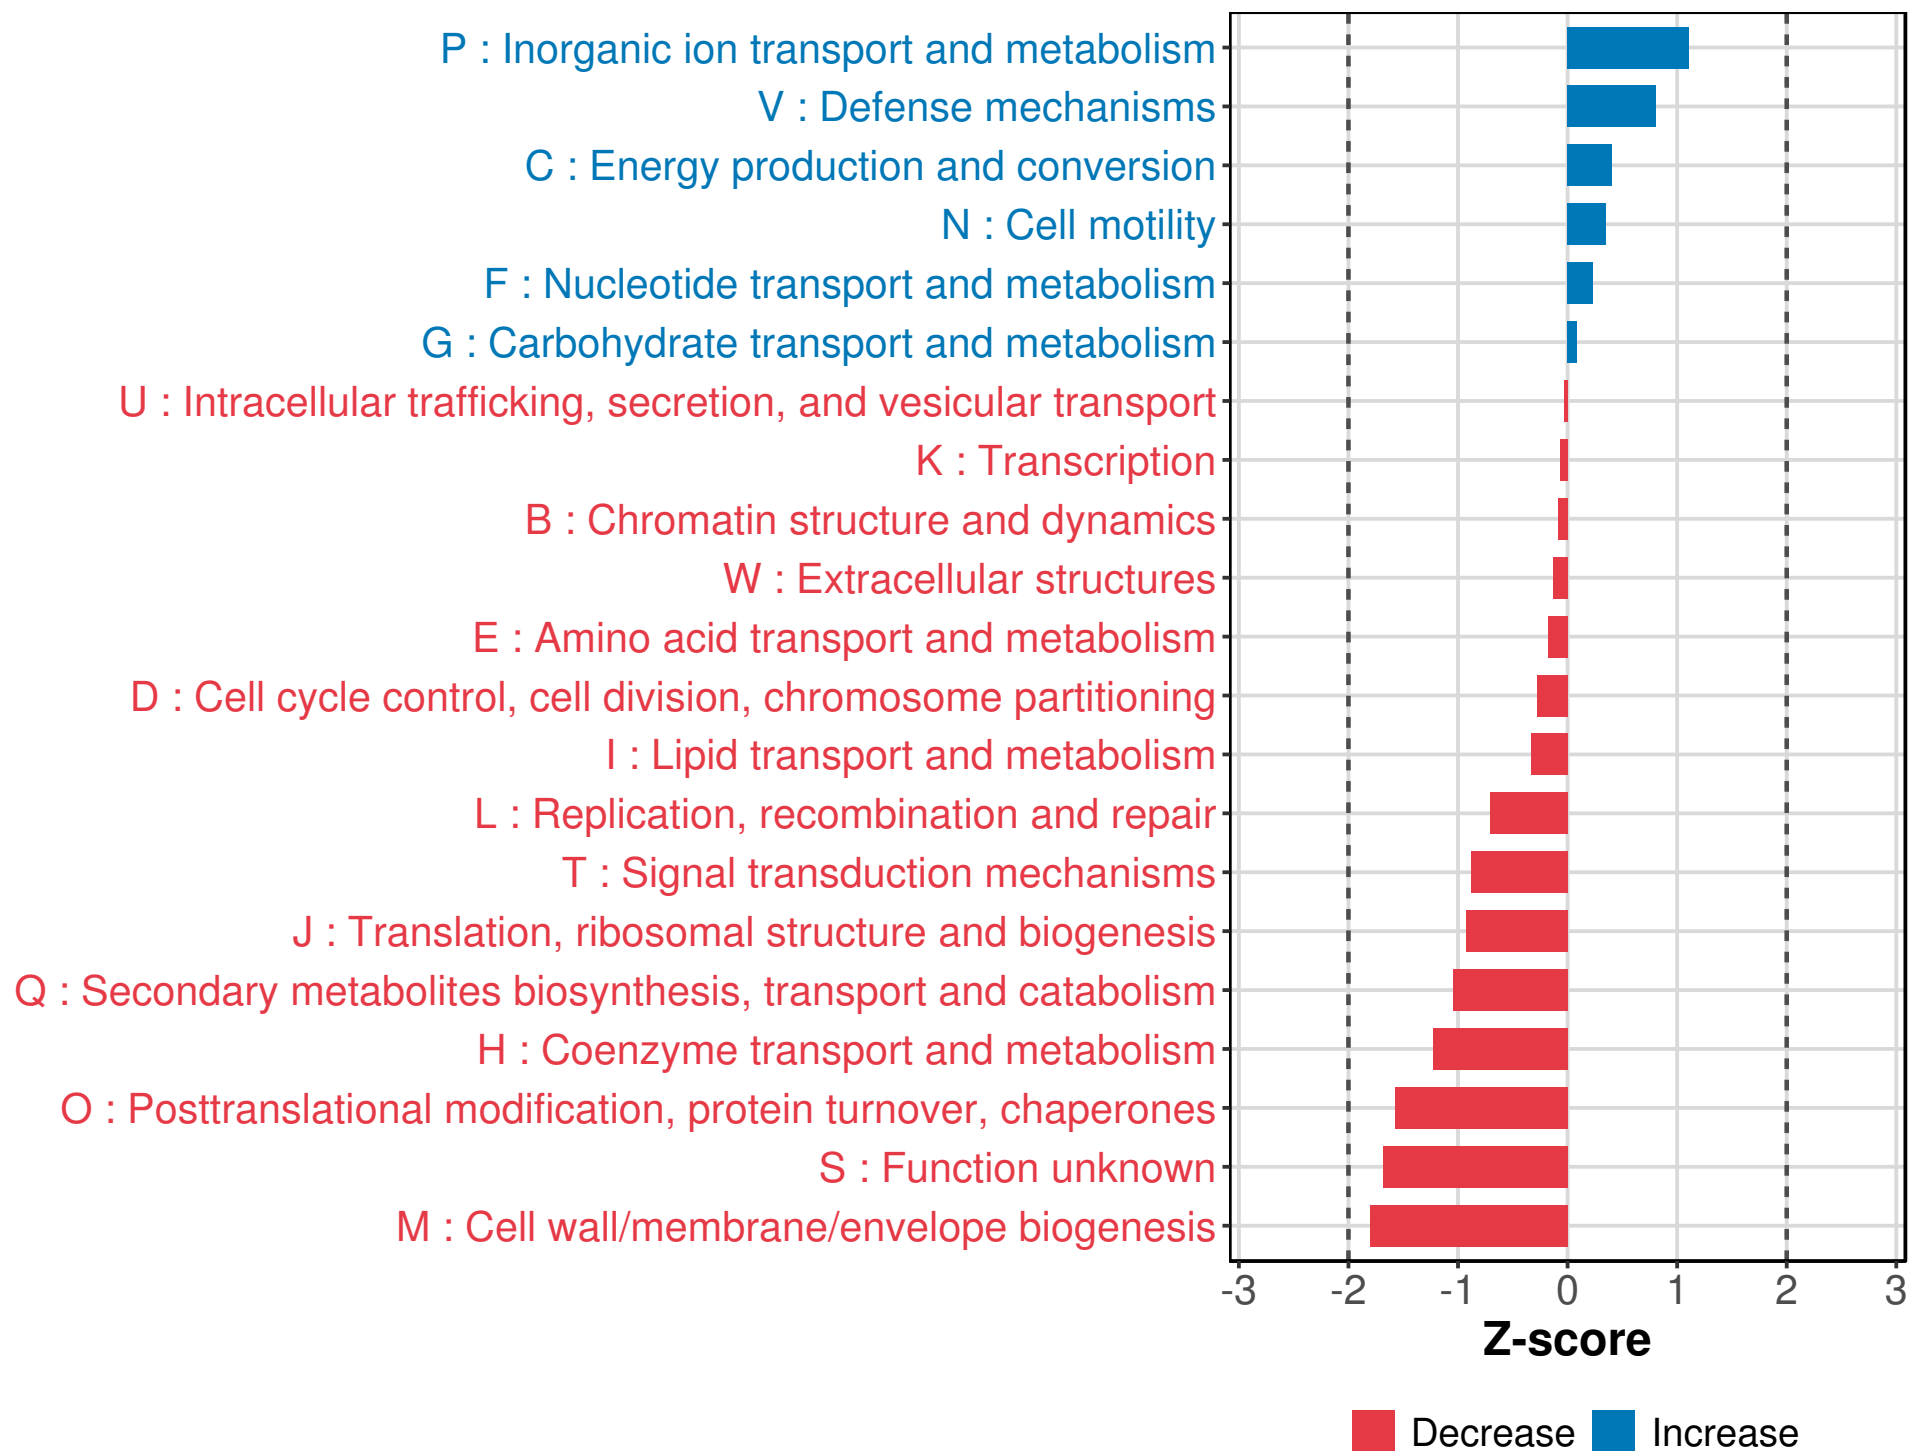 P : Inorganic ion transport and metabolism
V : Defense mechanisms
C : Energy production and conversion
N : Cell motility
F : Nucleotide transport and metabolism
G : Carbohydrate transport and metabolism
U : Intracellular trafficking, secretion, and vesicular transport
K : Transcription
B : Chromatin structure and dynamics
W : Extracellular structures
E : Amino acid transport and metabolism
D : Cell cycle control, cell division, chromosome partitioning
I : Lipid transport and metabolism
L : Replication, recombination and repair
T : Signal transduction mechanisms
J : Translation, ribosomal structure and biogenesis
Q : Secondary metabolites biosynthesis, transport and catabolism
H : Coenzyme transport and metabolism
O : Posttranslational modification, protein turnover, chaperones
S : Function unknown
M : Cell wall/membrane/envelope biogenesis
-3 -2 -1 0 1 2 3
Z-score
Decrease Increase